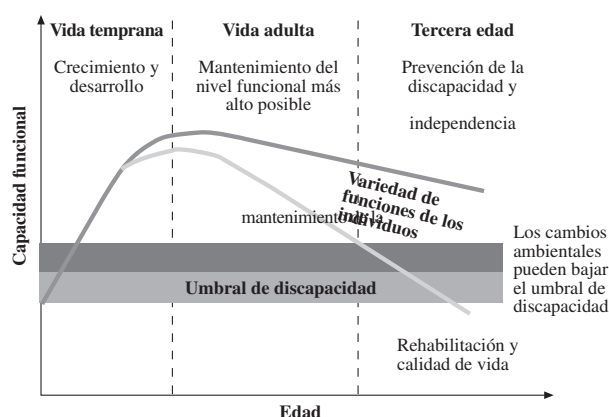 Vida temprana
Crecimiento y
desarrollo
Vida adulta
Mantenimiento del
nivel funcional más
alto posible
Tercera edad
Prevención de la
discapacidad y
independencia
Capacidad funcional
Variedad de
funciones de los
individuos
mantenimiento de la
Los cambios
ambientales
pueden bajar
el umbral de
discapacidad
Umbral de discapacidad
Rehabilitación y
calidad de vida
Edad